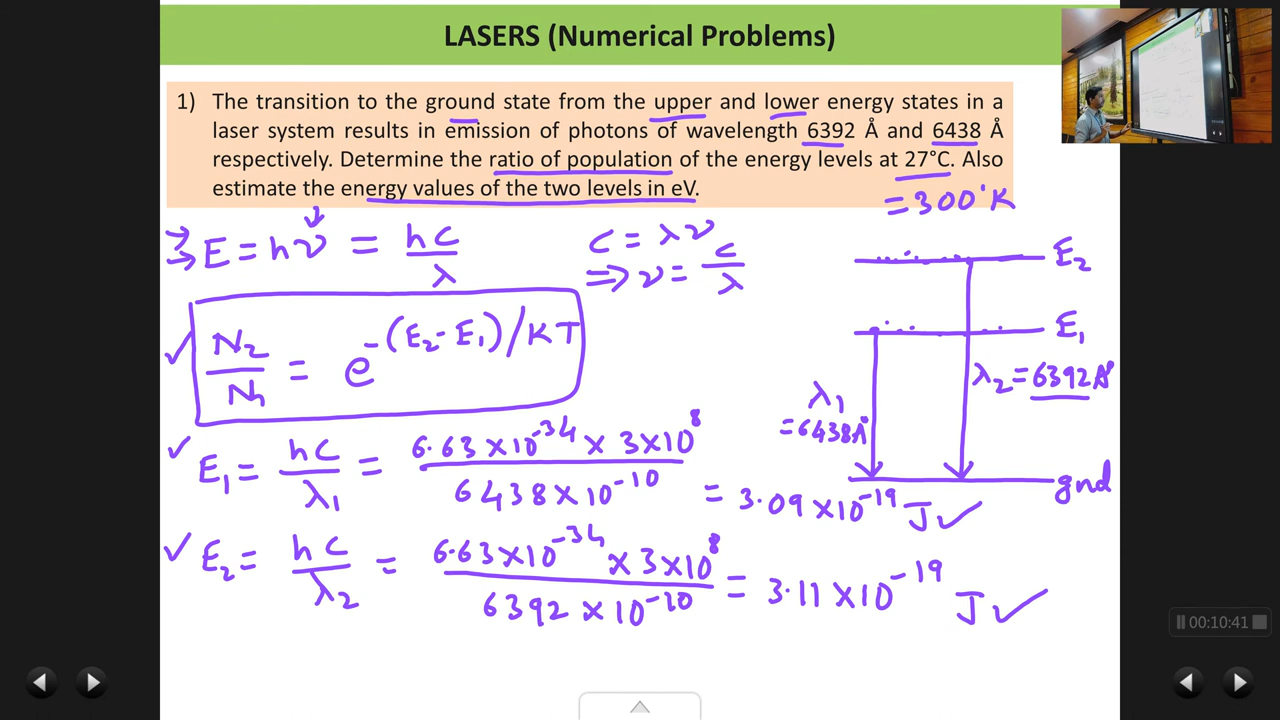 LASERS (Numerical Problems)
1) The transition to the ground state from the upper and lower energy states in a
laser system results in emission of photons of wavelength 6392 Å and 6438 Å
respectively. Determine the ratio of population of the energy levels at 27°C. Also
estimate the energy values of the two levels in eV.
= 300°K
E = hν = hc/λ
c = λν
⇒ ν = c/λ
N₂/N₁ = e^-(E₂-E₁)/KT
E₂
E₁
λ₂ = 6392 A°
λ₁
= 6438A°
gnd
E₁ = hc/λ₁ = 6.63×10^-34 × 3×10^8 / 6438×10^-10 = 3.09×10^-19 J ✓
E₂ = hc/λ₂ = 6.63×10^-34 × 3×10^8 / 6392×10^-10 = 3.11×10^-19 J ✓
00:10:41